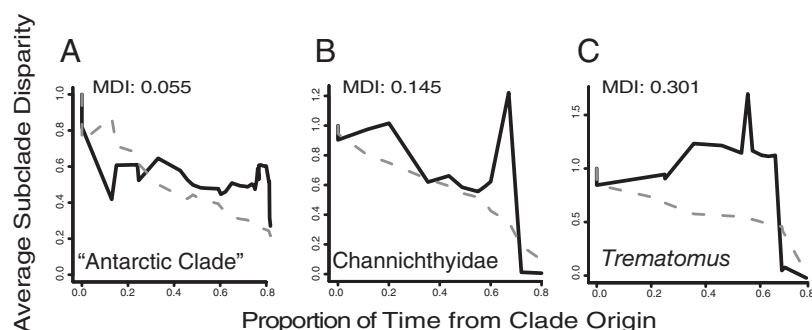 A
B
C
MDI: 0.055
MDI: 0.145
MDI: 0.301
Average Subclade Disparity
1.0
0.8
0.6
0.4
0.2
0.0
0.0 0.2 0.4 0.6 0.8
"Antarctic Clade"
1.2
1.0
0.8
0.6
0.4
0.2
0.0
0.0 0.2 0.4 0.6 0.8
Channichthyidae
1.5
1.0
0.5
0.0
0.0 0.2 0.4 0.6 0.8
Trematomus
Proportion of Time from Clade Origin